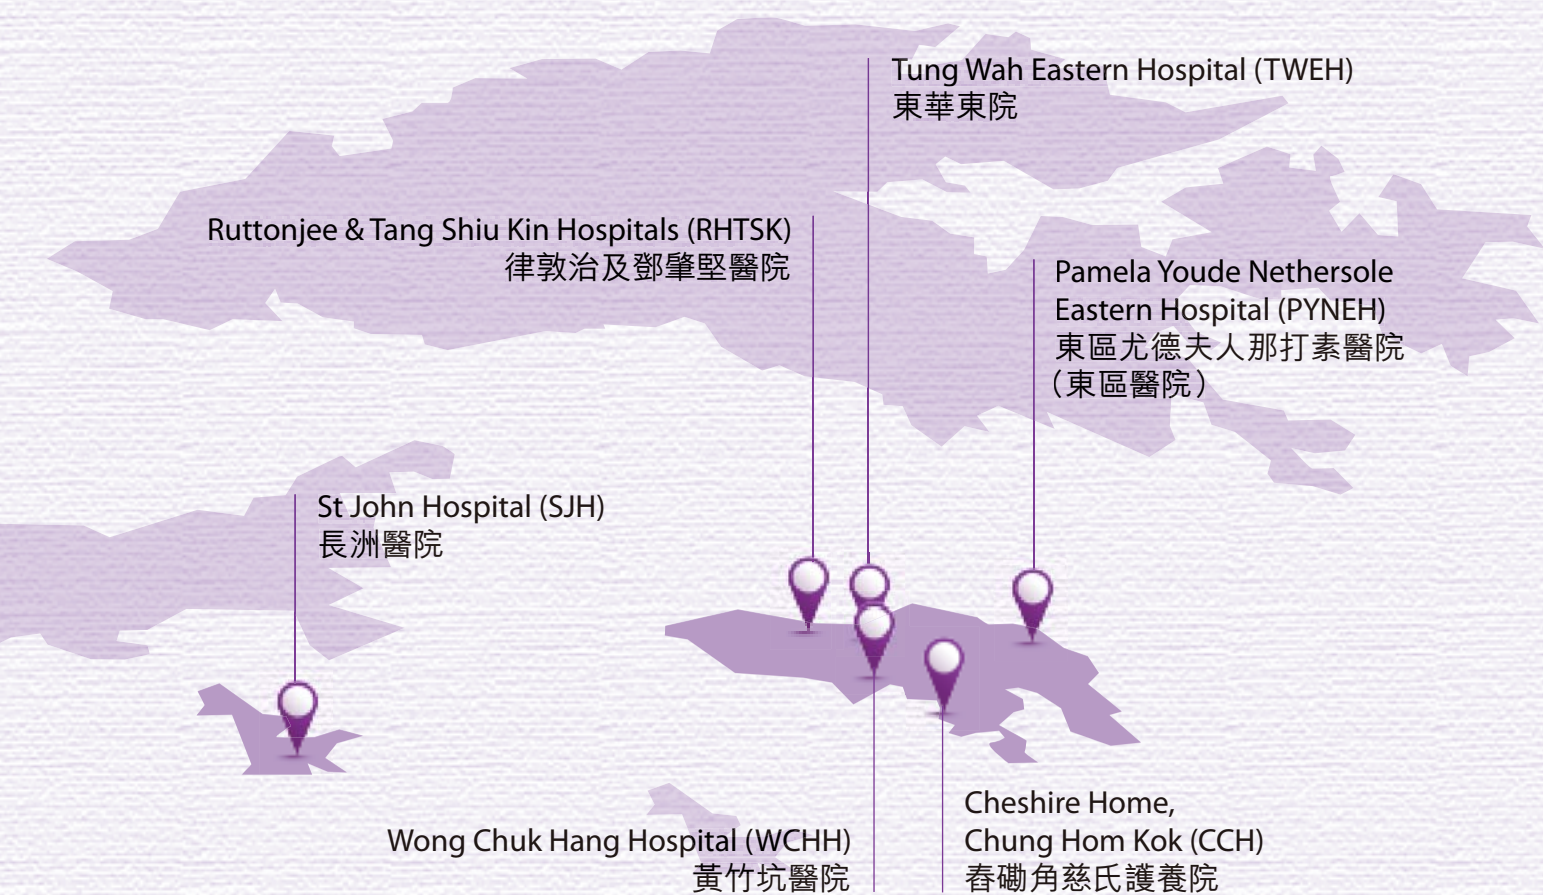 Tung Wah Eastern Hospital (TWEH)
東華東院
Ruttonjee & Tang Shiu Kin Hospitals (RHTSK)
律敦治及鄧肇堅醫院
Pamela Youde Nethersole
Eastern Hospital (PYNEH)
東區尤德夫人那打素醫院
（東區醫院）
St John Hospital (SJH)
長洲醫院
Wong Chuk Hang Hospital (WCHH)
黃竹坑醫院
Cheshire Home,
Chung Hom Kok (CCH)
舂磡角慈氏護養院